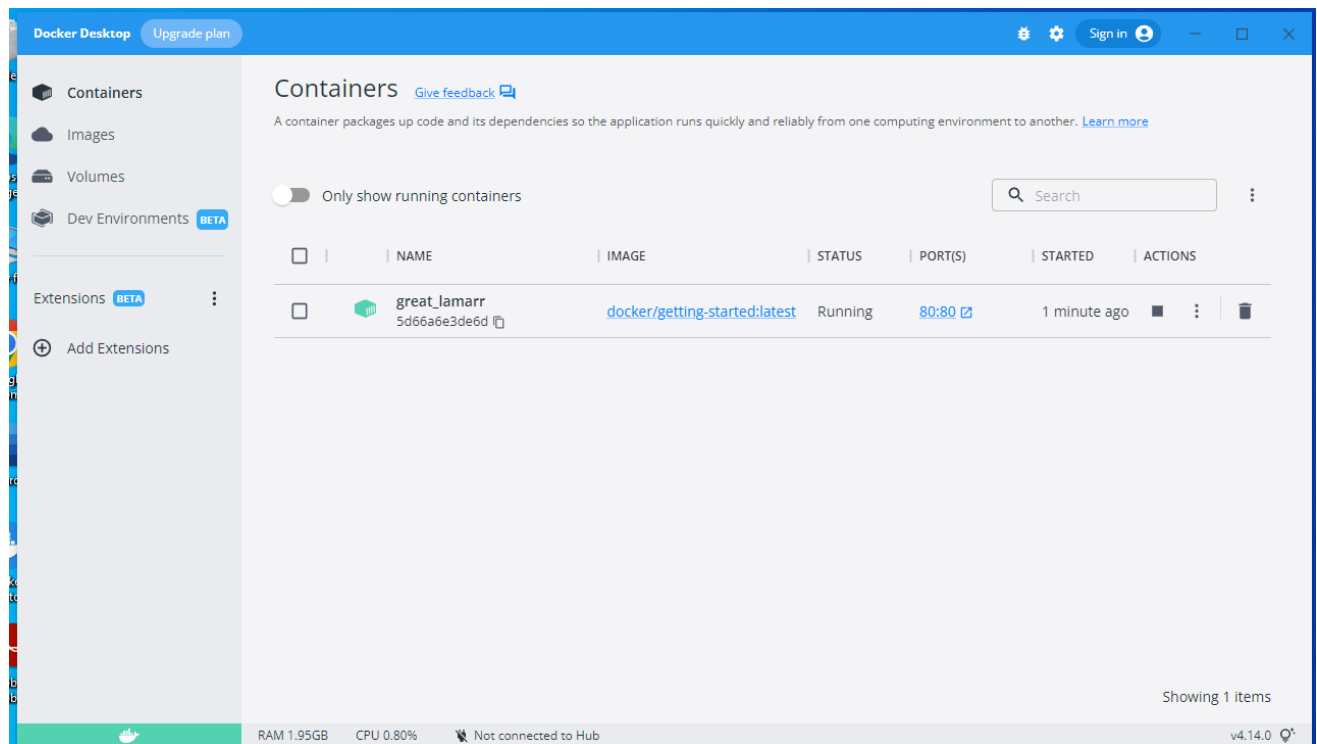 Docker Desktop Upgrade plan Sign in
Containers
Images
Volumes
Dev Environments BETA
Extensions BETA
Add Extensions
Containers Give feedback
A container packages up code and its dependencies so the application runs quickly and reliably from one computing environment to another. Learn more
Only show running containers Search
NAME IMAGE STATUS PORT(S) STARTED ACTIONS
great_lamarr
5d66a6e3de6d
docker/getting-started:latest Running 80:80 1 minute ago
Showing 1 items
RAM 1.95GB CPU 0.80% Not connected to Hub v4.14.0